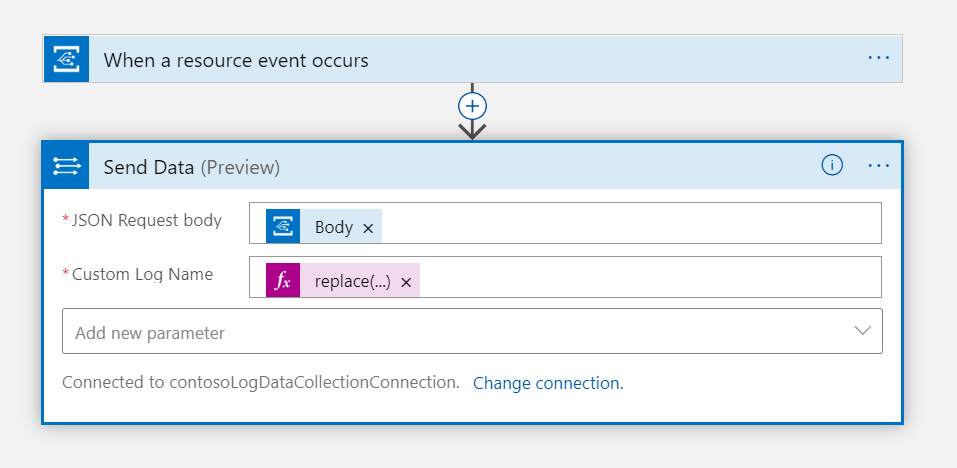 When a resource event occurs
Send Data (Preview)
*JSON Request body
Body ×
*Custom Log Name
fx replace(...) ×
Add new parameter
Connected to contosoLogDataCollectionConnection. Change connection.